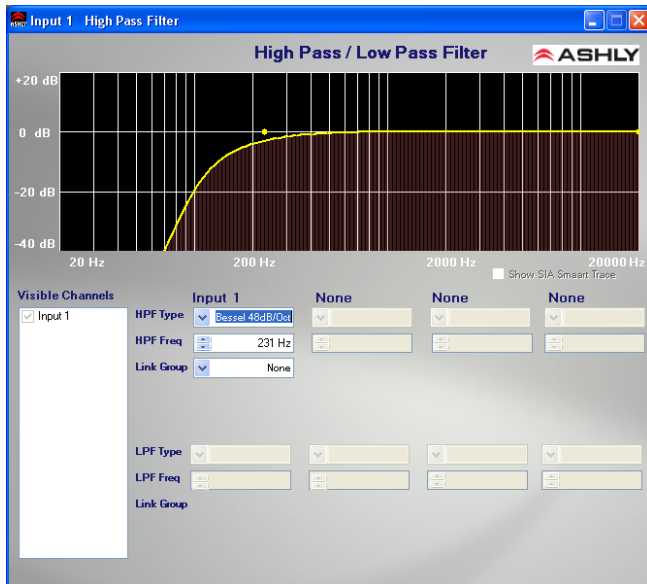 Input 1 High Pass Filter
High Pass / Low Pass Filter
ASHLY
+20 dB
0 dB
-20 dB
-40 dB
20 Hz
200 Hz
2000 Hz
20000 Hz
Show SIA Smaart Trace
Visible Channels
Input 1
Input 1
None
None
None
HPF Type
Bessel 48dB/Oct
HPF Freq
231 Hz
Link Group
None
LPF Type
LPF Freq
Link Group